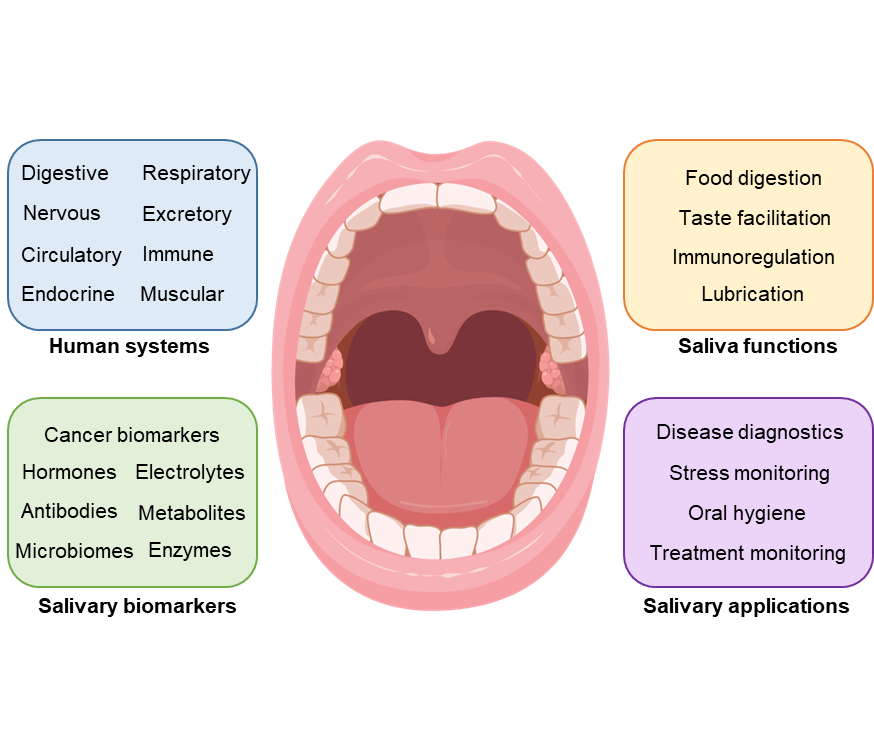 Digestive Respiratory
Nervous Excretory
Circulatory Immune
Endocrine Muscular
Human systems
Cancer biomarkers
Hormones Electrolytes
Antibodies Metabolites
Microbiomes Enzymes
Salivary biomarkers
Food digestion
Taste facilitation
Immunoregulation
Lubrication
Saliva functions
Disease diagnostics
Stress monitoring
Oral hygiene
Treatment monitoring
Salivary applications